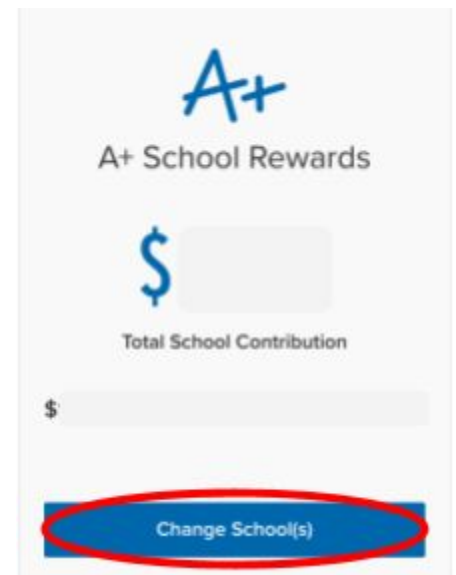 A+
A+ School Rewards
$
Total School Contribution
$
Change School(s)